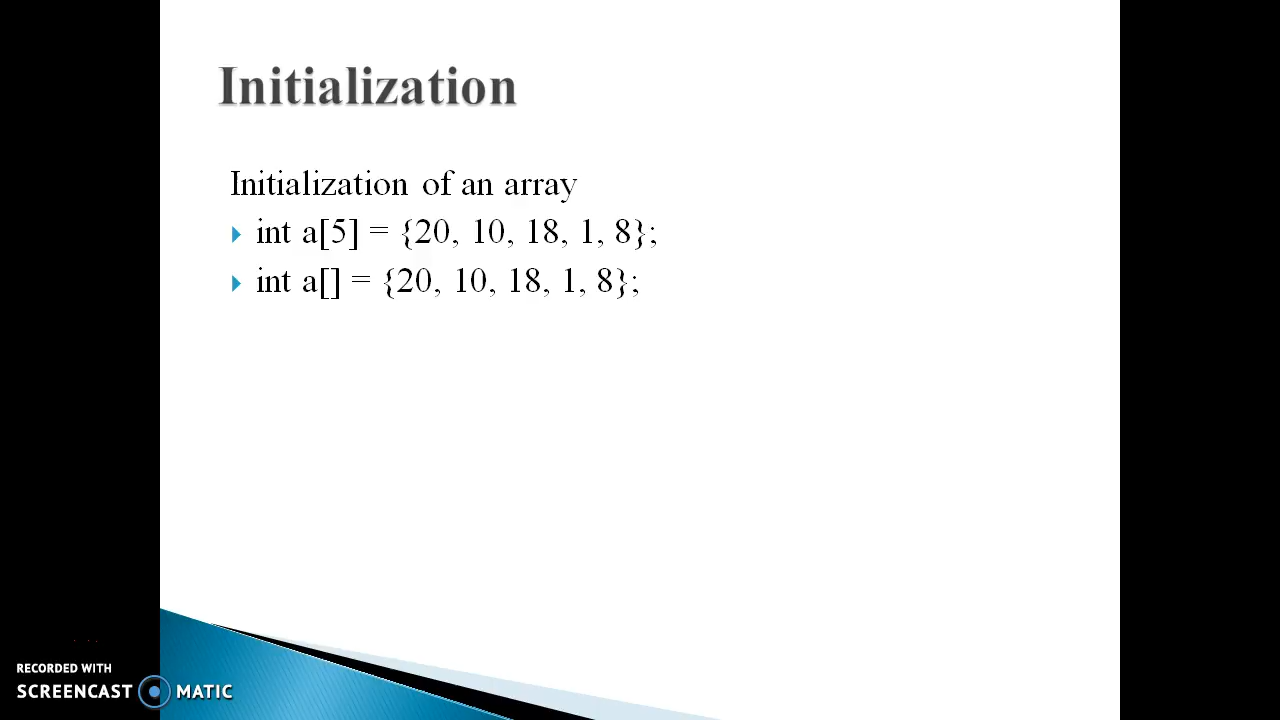 Initialization
Initialization of an array
int a[5] = {20, 10, 18, 1, 8};
int a[] = {20, 10, 18, 1, 8};
RECORDED WITH
SCREENCAST MATIC